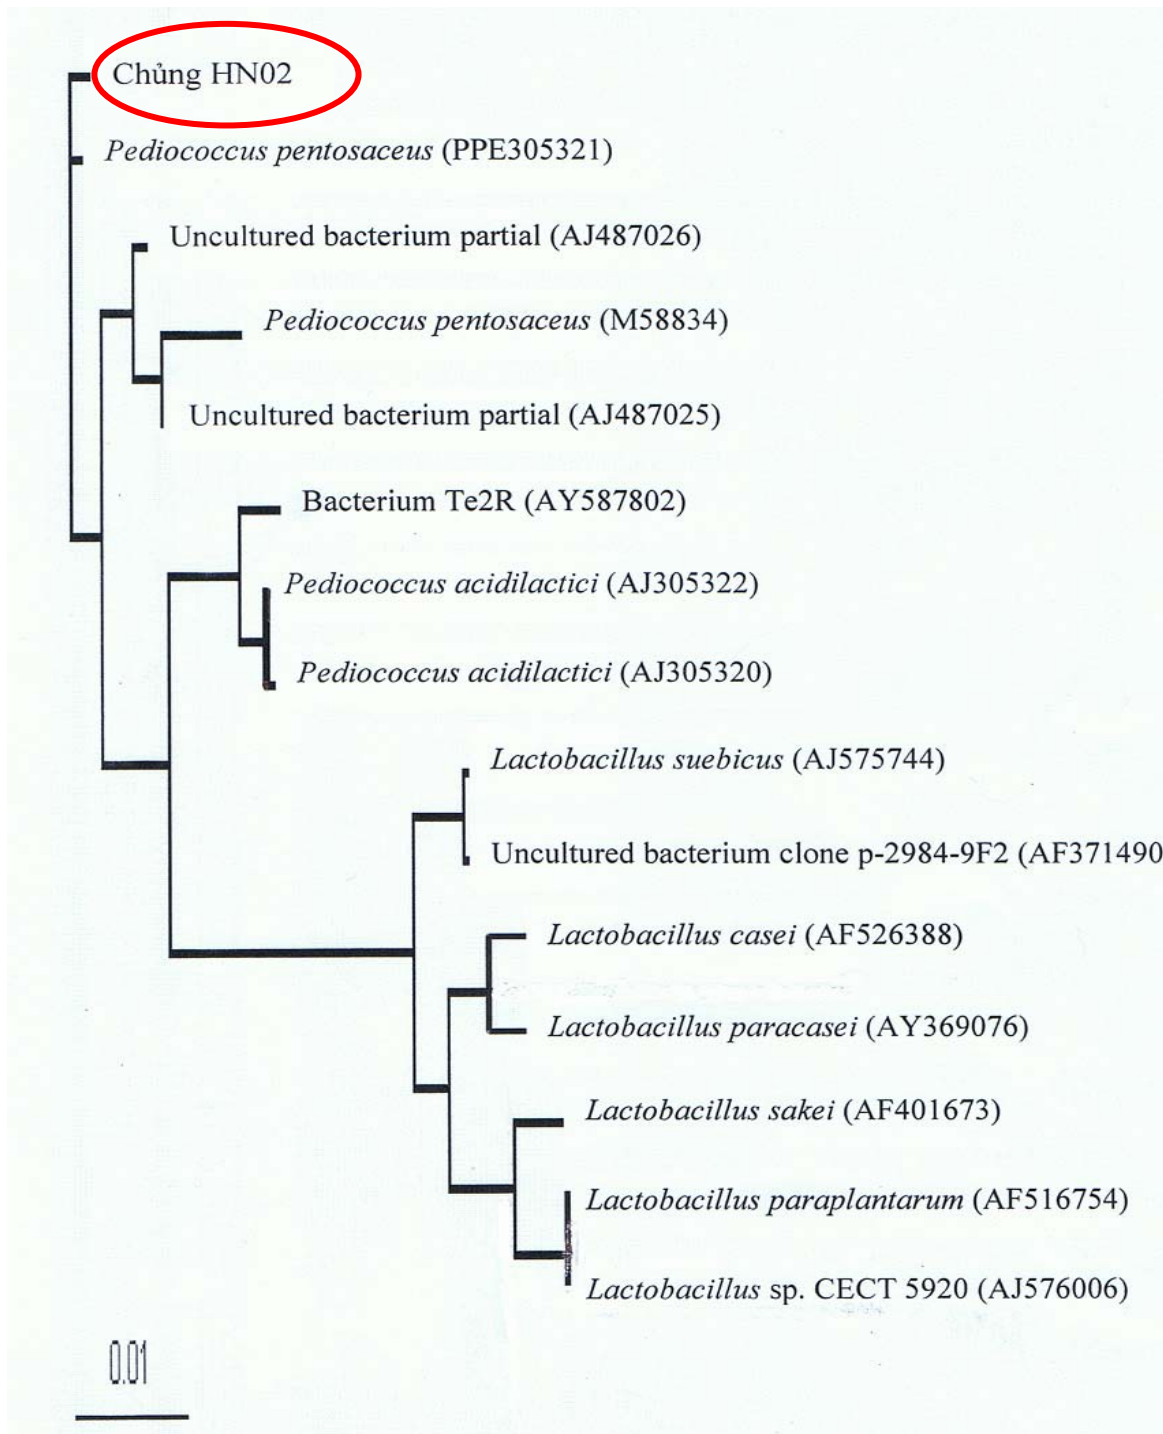 Chủng HN02
Pediococcus pentosaceus (PPE305321)
Uncultured bacterium partial (AJ487026)
Pediococcus pentosaceus (M58834)
Uncultured bacterium partial (AJ487025)
Bacterium Te2R (AY587802)
Pediococcus acidilactici (AJ305322)
Pediococcus acidilactici (AJ305320)
Lactobacillus suebicus (AJ575744)
Uncultured bacterium clone p-2984-9F2 (AF371490
Lactobacillus casei (AF526388)
Lactobacillus paracasei (AY369076)
Lactobacillus sakei (AF401673)
Lactobacillus paraplantarum (AF516754)
Lactobacillus sp. CECT 5920 (AJ576006)
0.01